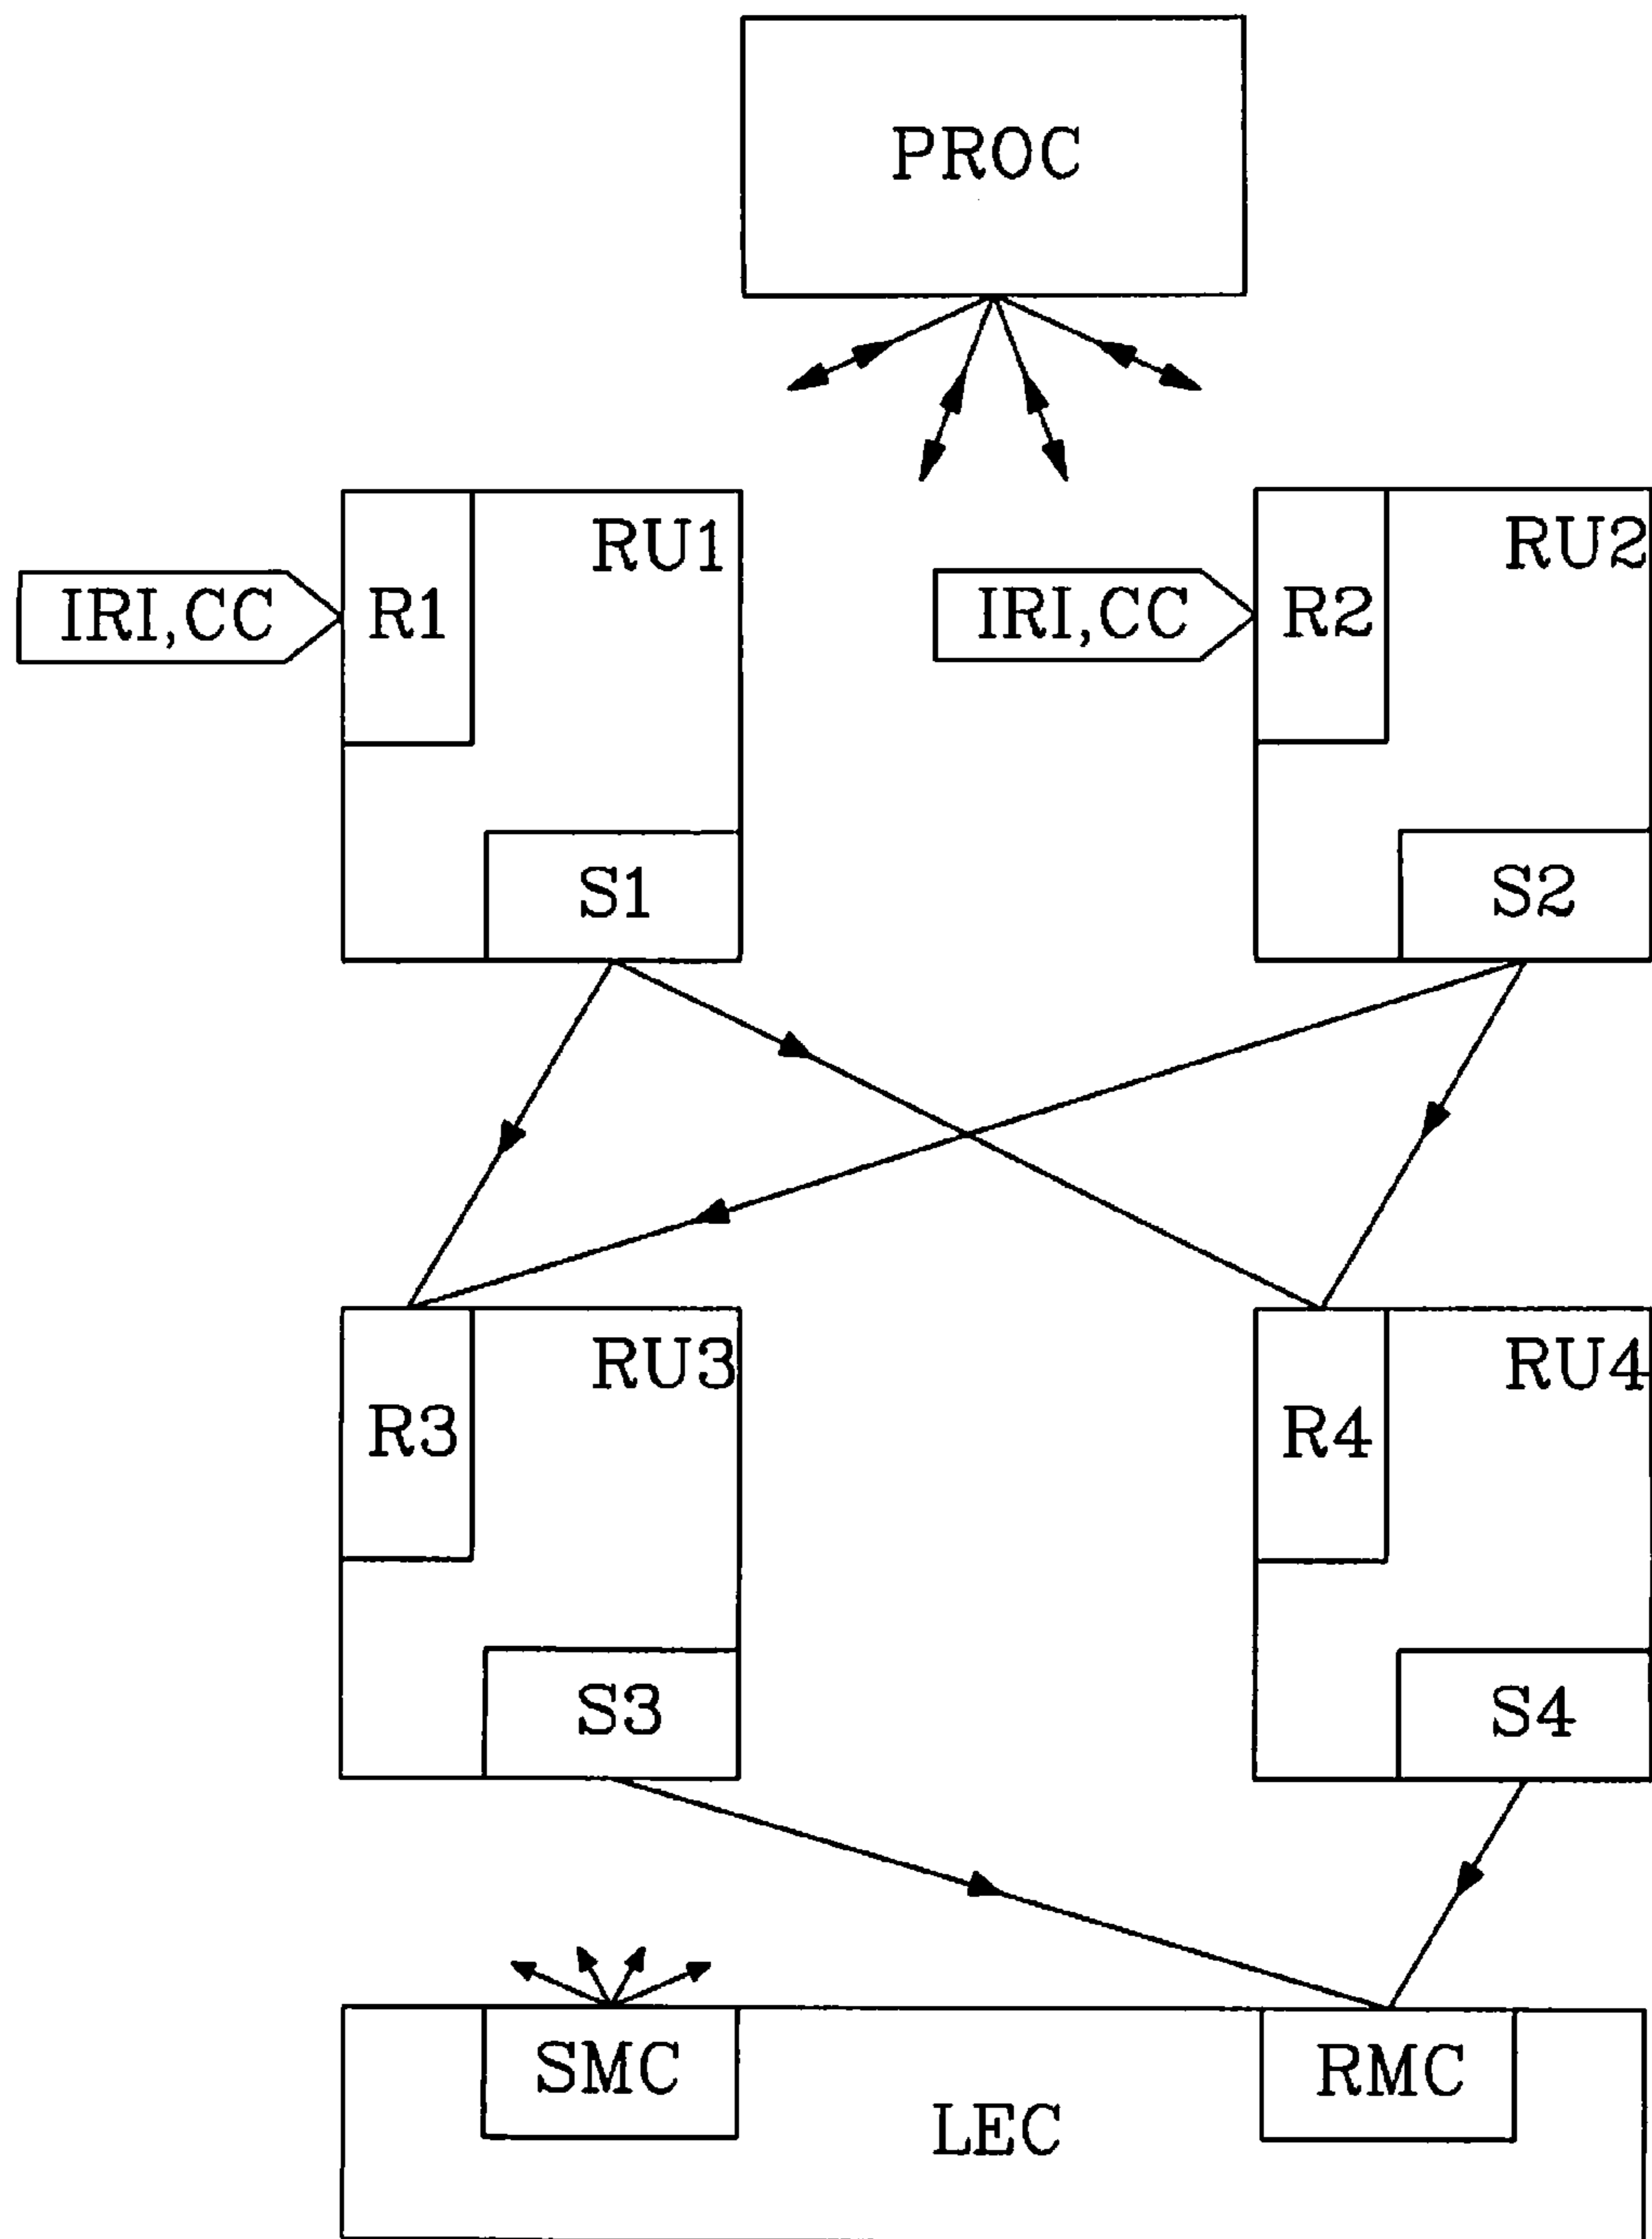 PROC
RU1
RU2
IRI,CC
R1
IRI,CC
R2
S1
S2
RU3
RU4
R3
R4
S3
S4
SMC
RMC
LEC